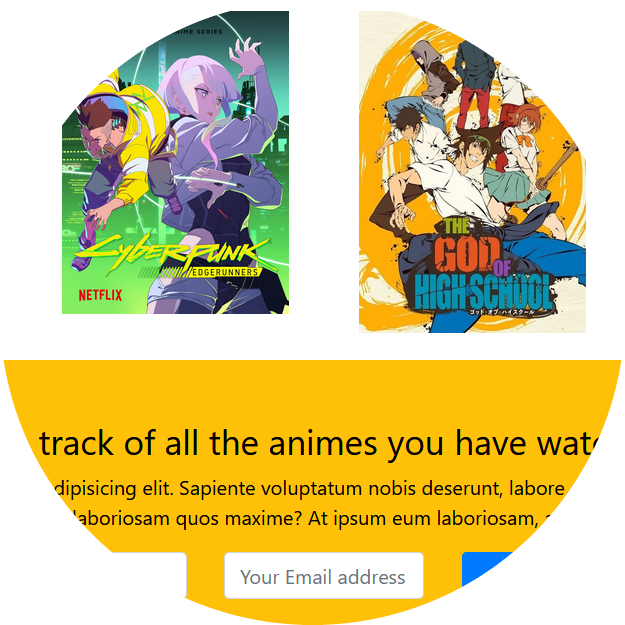 NIME SERIES
CYBERPUNK
EDGERUNNERS
NETFLIX
THE
GOD
OF
HIGH SCHOOL
ゴッド・オブ・ハイスクール
track of all the animes you have
dipisicing elit. Sapiente voluptatum nobis deserunt, labore
laboriosam quos maxime? At ipsum eum laboriosam,
Your Email address